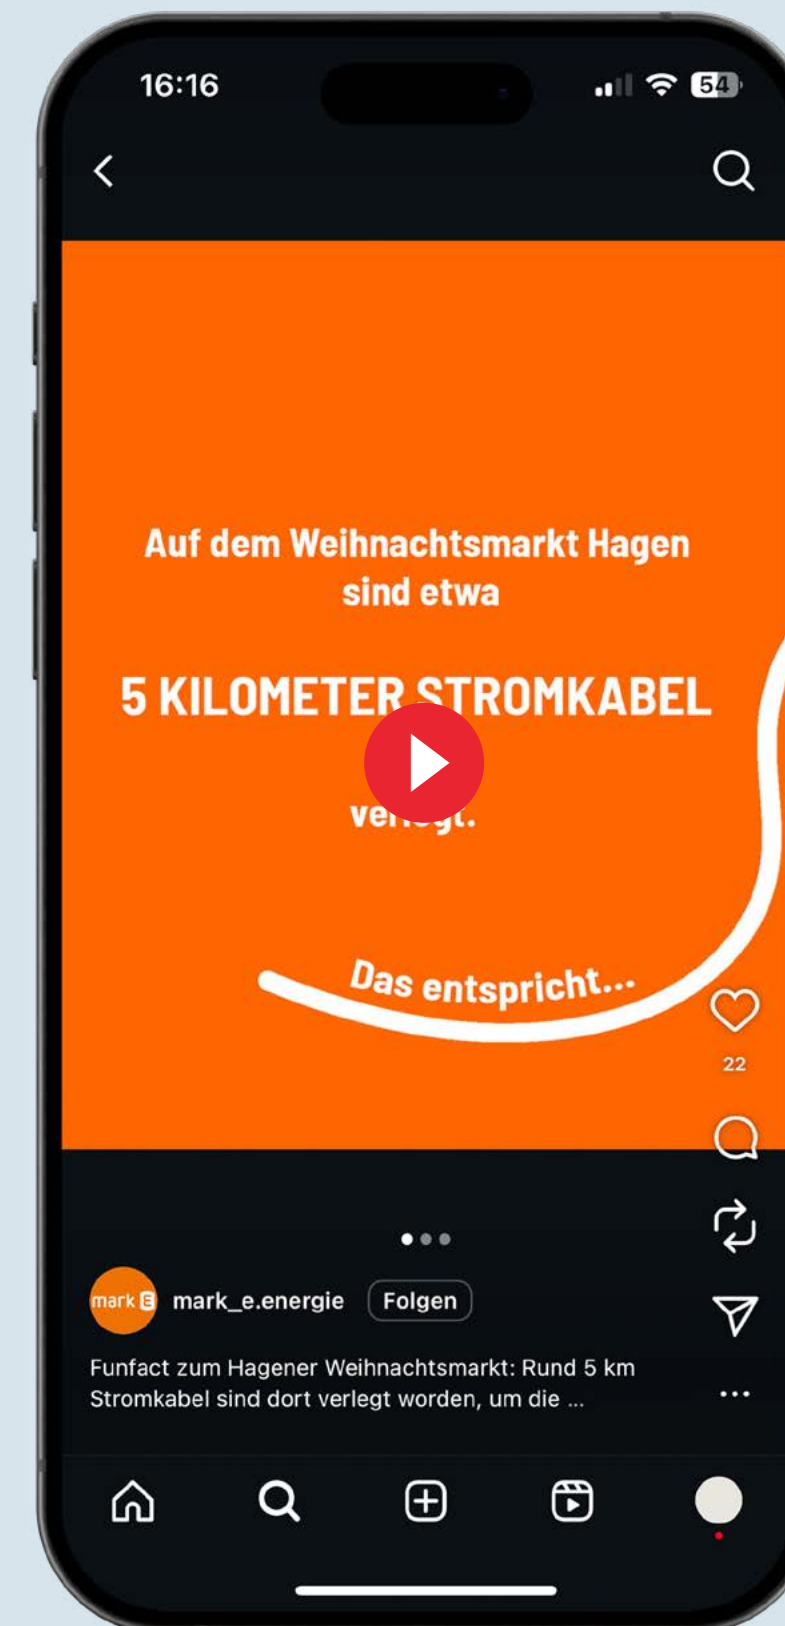 16:16
54
Auf dem Weihnachtsmarkt Hagen
sind etwa
5 KILOMETER STROMKABEL
verlegt.
Das entspricht...
22
mark E
mark_e.energie
Folgen
Funfact zum Hagener Weihnachtsmarkt: Rund 5 km
Stromkabel sind dort verlegt worden, um die ...